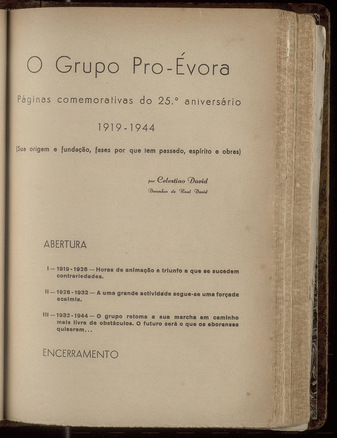 O Grupo Pro-Évora
Páginas comemorativas do 25.º aniversário
1919-1944
(Sua origem e fundação, fases por que tem passado, espírito e obras)
por Celestino David
Desenhos de Raul David
ABERTURA
I — 1919-1926 — Horas de animação e triunfo a que se sucedem
contrariedades.
II — 1926-1932 — A uma grande actividade segue-se uma forçada
acalmia.
III — 1932-1944 — O grupo retoma a sua marcha em caminho
mais livre de obstáculos. O futuro será o que os eborenses
quiserem...
ENCERRAMENTO